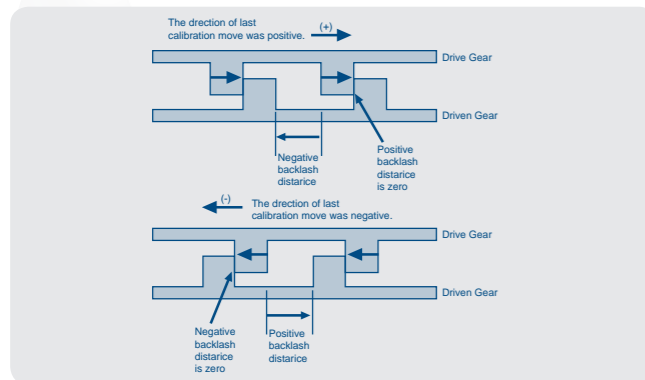 The drection of last
calibration move was positive.
(+)
Drive Gear
Driven Gear
Negative
backlash
distarice
Positive
backlash
distarice
is zero
(-)
The drection of last
calibration move was negative.
Drive Gear
Driven Gear
Negative
backlash
distarice
is zero
Positive
backlash
distarice